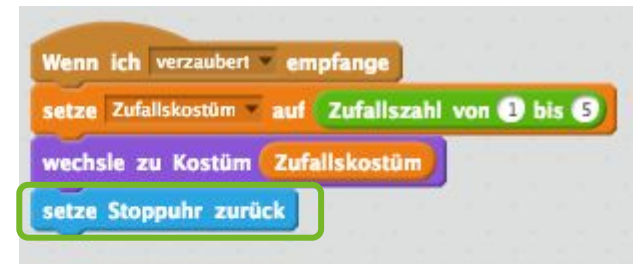 Wenn ich verzaubert empfange
setze Zufallskostüm auf Zufallszahl von 1 bis 5
wechsle zu Kostüm Zufallskostüm
setze Stoppuhr zurück